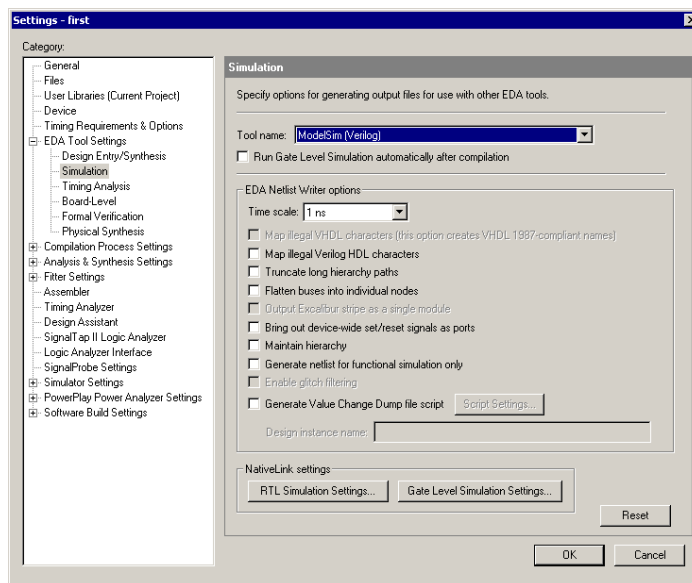 Settings - first
Category:
General
Files
User Libraries (Current Project)
Device
Timing Requirements & Options
EDA Tool Settings
Design Entry/Synthesis
Simulation
Timing Analysis
Board-Level
Formal Verification
Physical Synthesis
Compilation Process Settings
Analysis & Synthesis Settings
Fitter Settings
Assembler
Timing Analyzer
Design Assistant
SignalTap II Logic Analyzer
Logic Analyzer Interface
SignalProbe Settings
Simulator Settings
PowerPlay Power Analyzer Settings
Software Build Settings
Simulation
Specify options for generating output files for use with other EDA tools.
Tool name: ModelSim (Verilog)
Run Gate Level Simulation automatically after compilation
EDA Netlist Writer options
Time scale: 1 ns
Map illegal VHDL characters (this option creates VHDL 1987-compliant names)
Map illegal Verilog HDL characters
Truncate long hierarchy paths
Flatten buses into individual nodes
Output Excalibur stripe as a single module
Bring out device-wide set/reset signals as ports
Maintain hierarchy
Generate netlist for functional simulation only
Enable glitch filtering
Generate Value Change Dump file script Script Settings...
Design instance name:
NativeLink settings
RTL Simulation Settings... Gate Level Simulation Settings...
Reset
OK Cancel